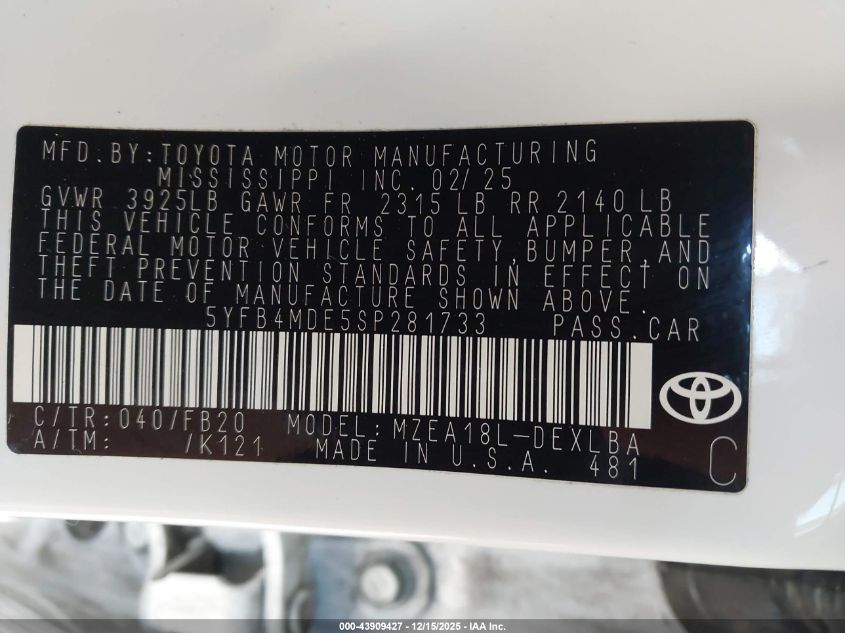 MFD. BY: TOYOTA MOTOR MANUFACTURING
MISSISSIPPI INC. 02/25
GVWR 3925LB GAWR FR 2315 LB RR 2140 LB
THIS VEHICLE CONFORMS TO ALL APPLICABLE
FEDERAL MOTOR VEHICLE SAFETY, BUMPER, AND
THEFT PREVENTION STANDARDS IN EFFECT ON
THE DATE OF MANUFACTURE SHOWN ABOVE.
5YFB4MDE5SP281733 PASS. CAR
C/TR: 040/FB20 MODEL: MZEA18L-DEXLBA
A/TM: /K121 MADE IN U.S.A. 481
C
000-43909427 - 12/15/2025 - IAA Inc.